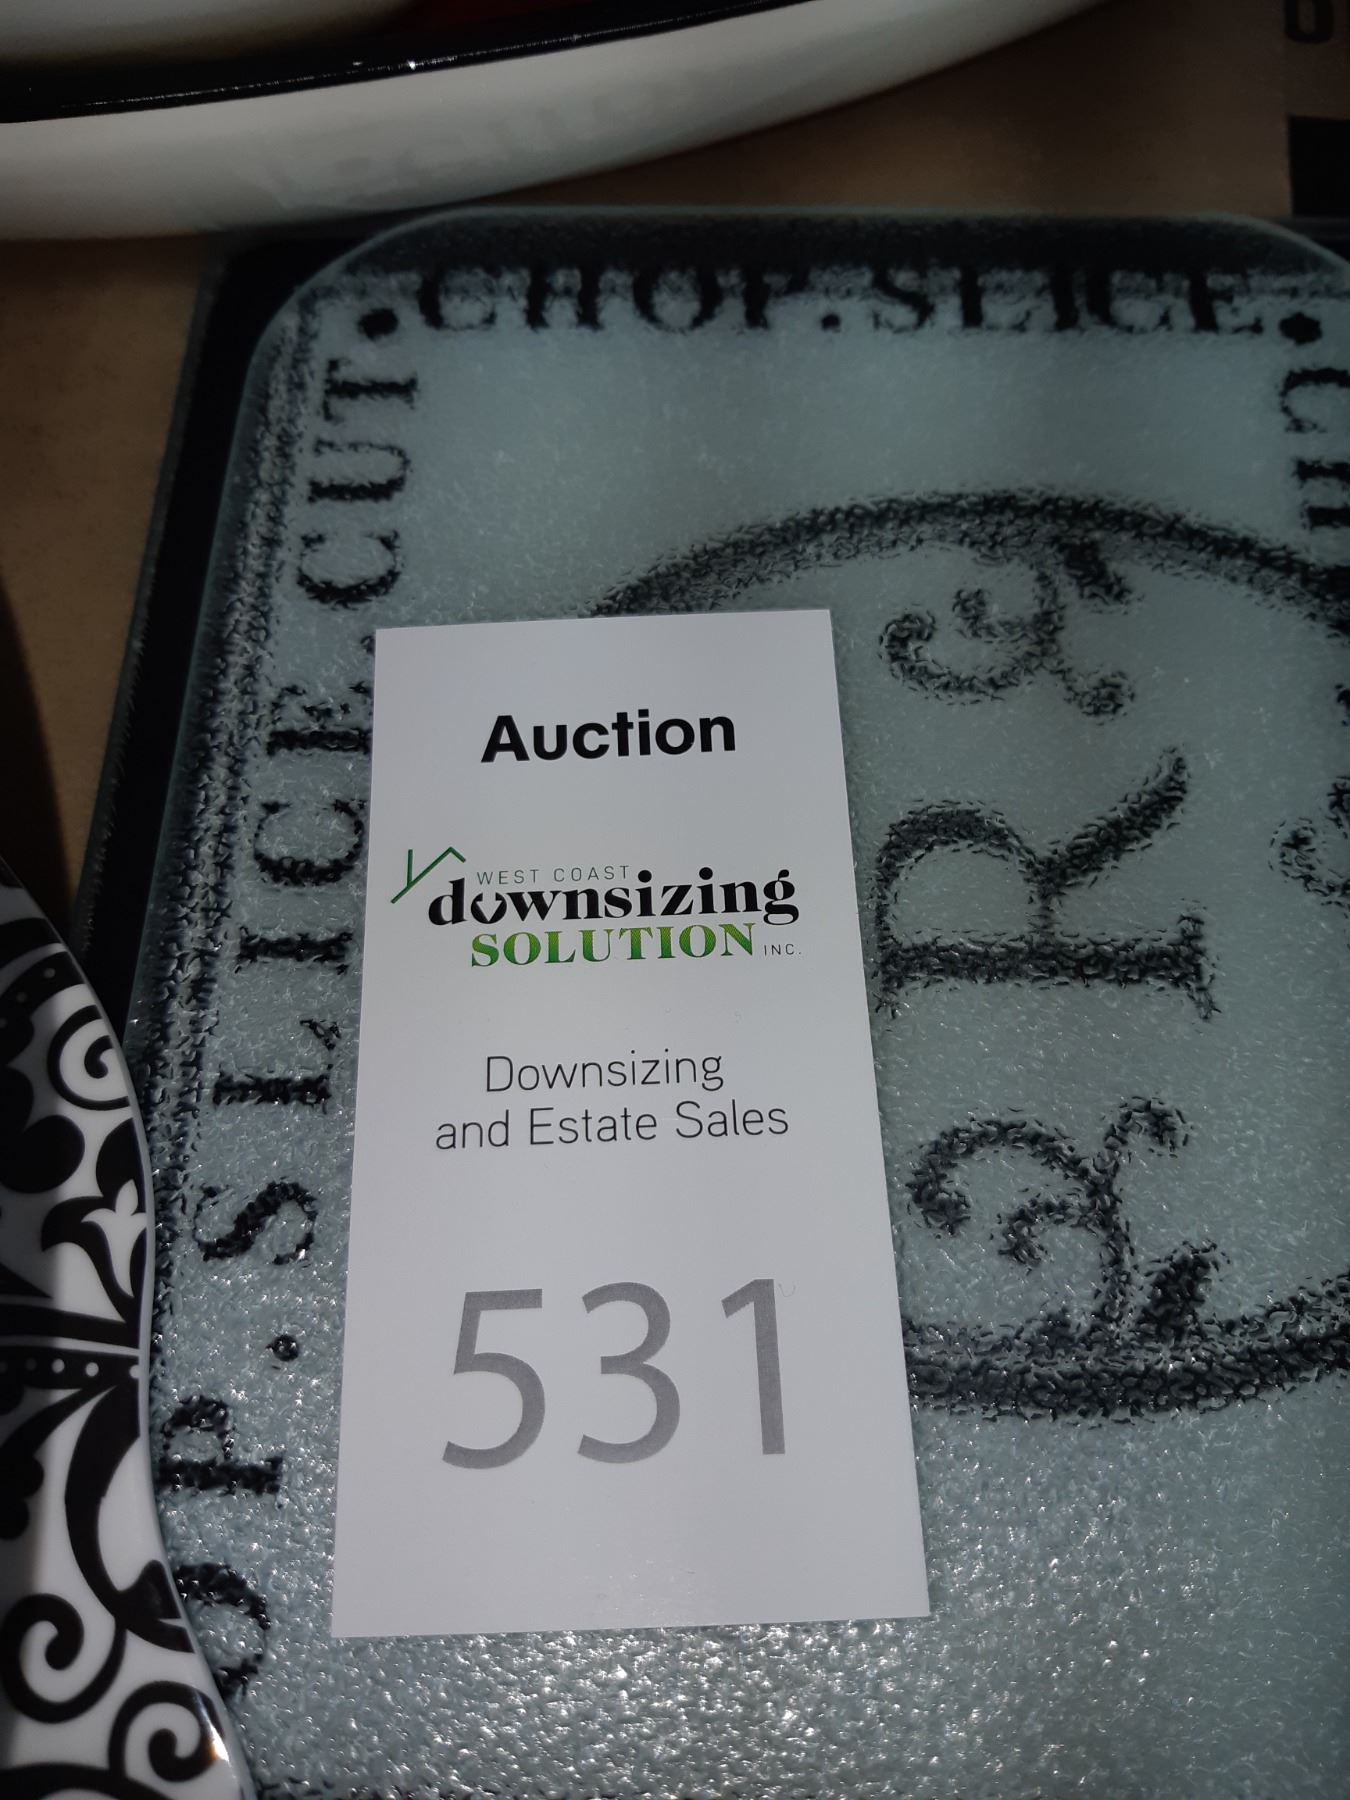 .CHOP.SLICE.
CUT.
SLICE.
R
Auction
WEST COAST
downsizing
SOLUTION INC.
Downsizing
and Estate Sales
531